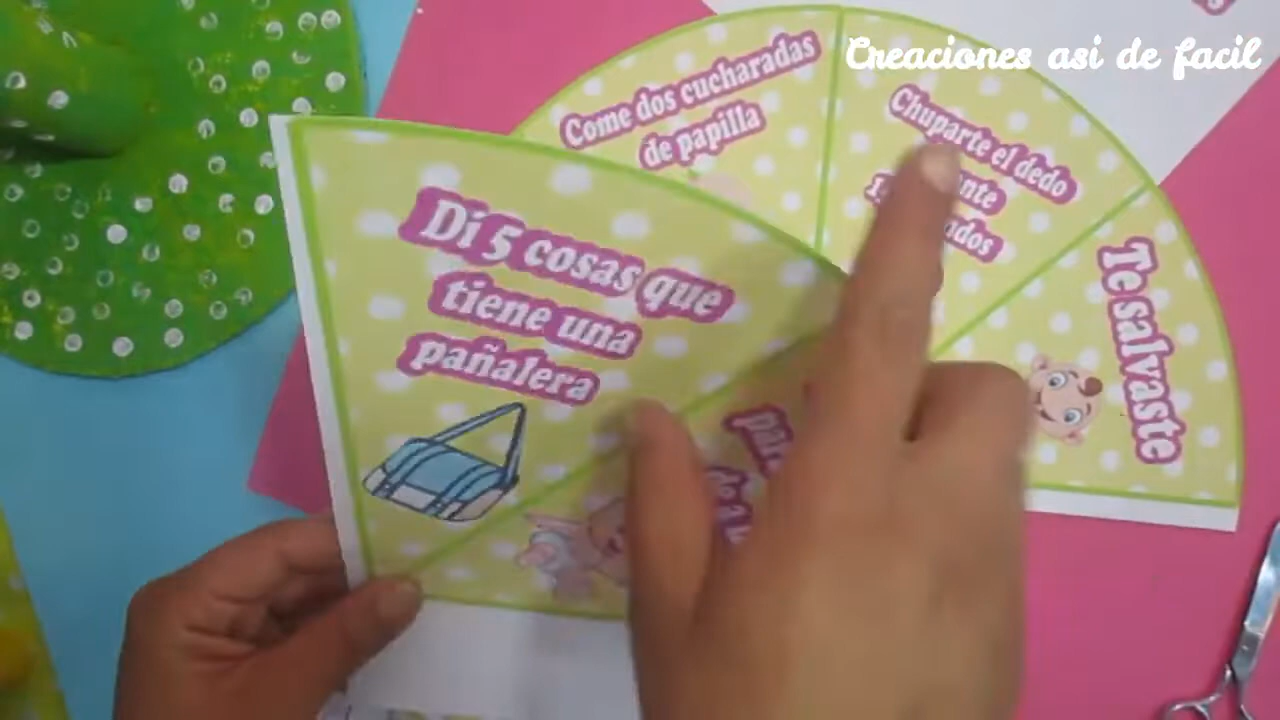 Creaciones asi de facil
Come dos cucharadas
de papilla
Chuparte el dedo
Te salvaste
Di 5 cosas que
tiene una
pañalera